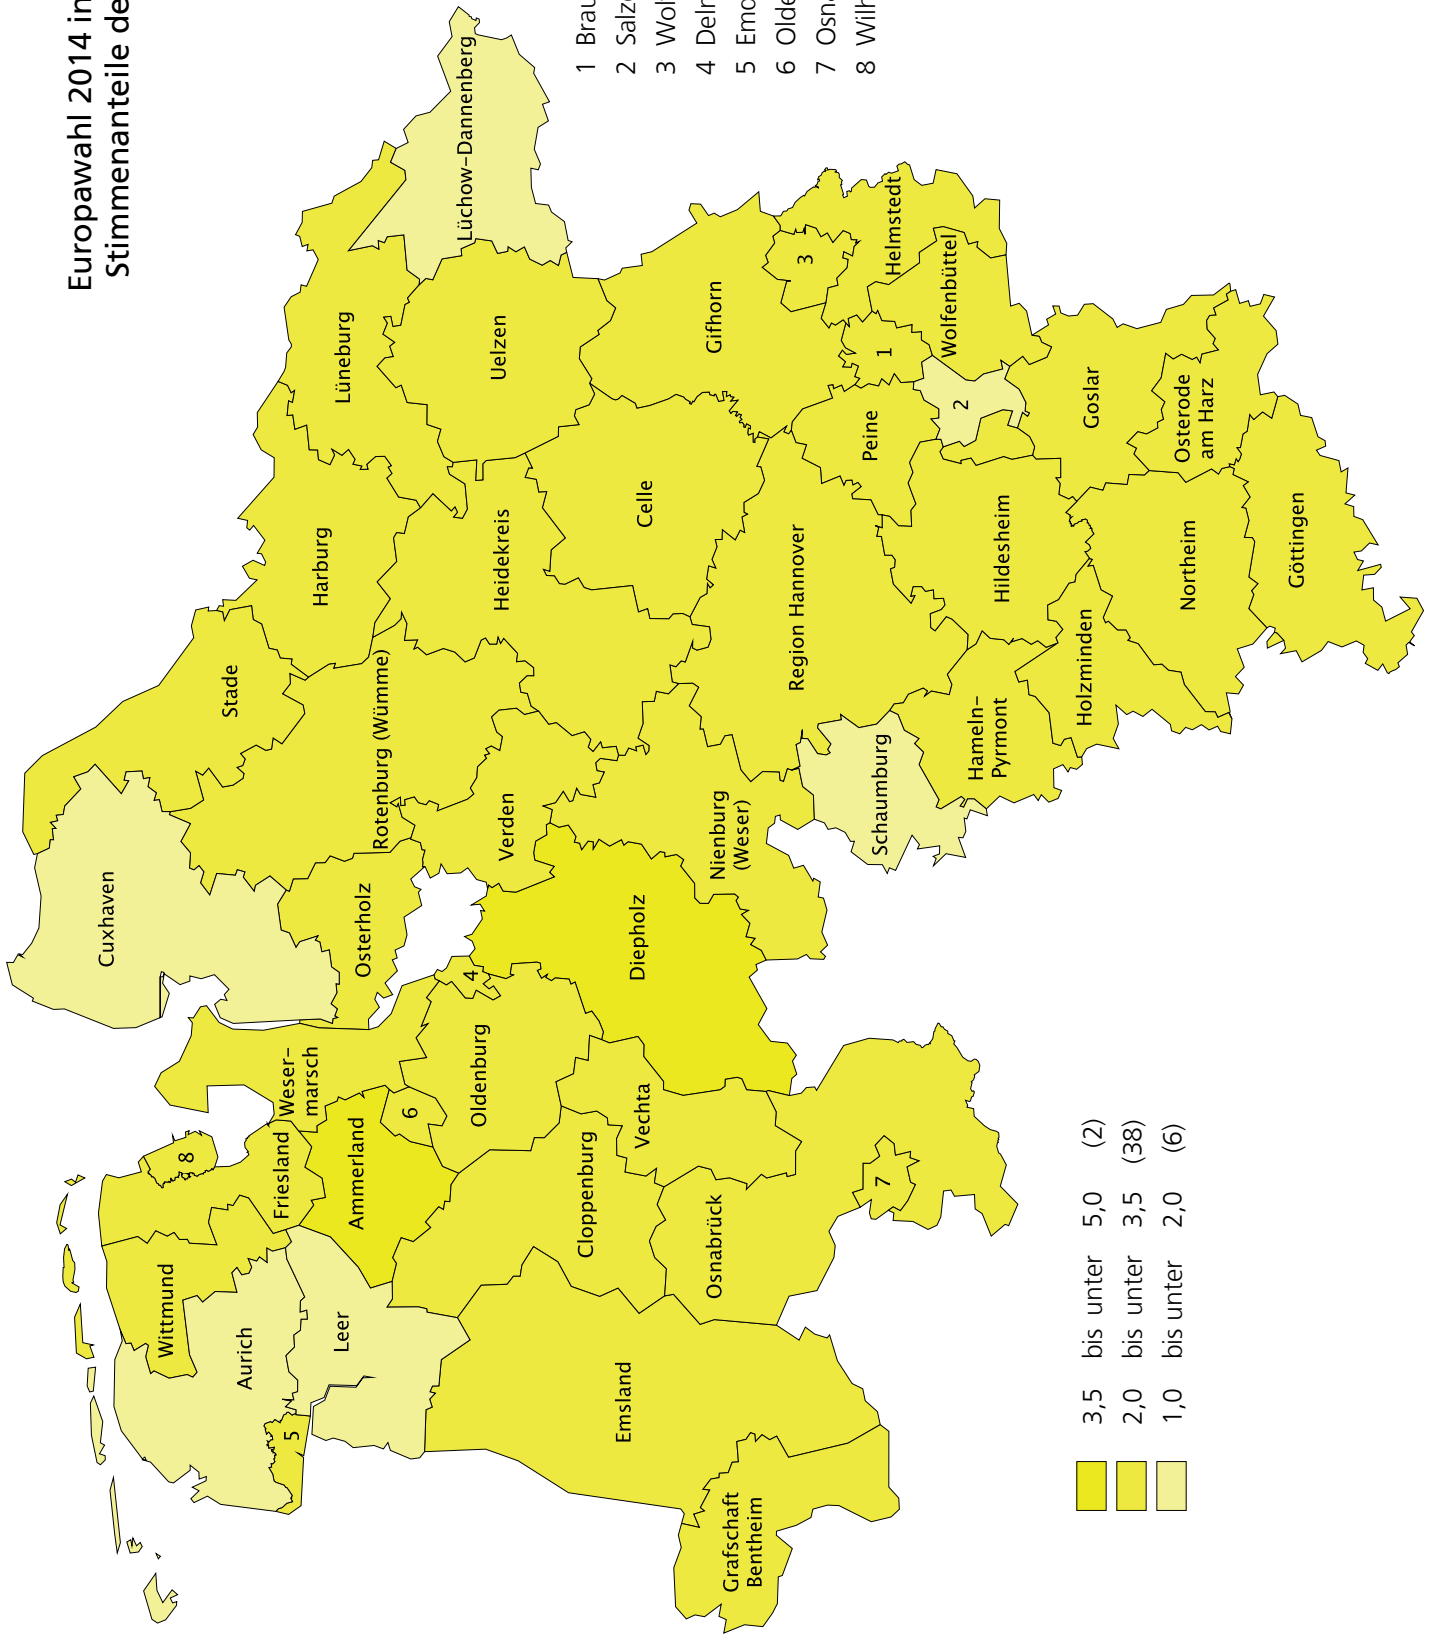 Europawahl 2014 in
Stimmenanteile de
1 Brau
2 Salz
3 Wol
4 Deln
5 Emd
6 Olde
7 Osn
8 Wilh
Cuxhaven
Stade
Harburg
Lüneburg
Lüchow-Dannenberg
Uelzen
Heidekreis
Rotenburg (Wümme)
Osterholz
Verden
Celle
Gifhorn
Region Hannover
Nienburg
(Weser)
Diepholz
Schaumburg
Hameln-
Pyrmont
Hildesheim
Holzminden
Northeim
Göttingen
Osterode
am Harz
Goslar
Peine
Wolfenbüttel
Helmstedt
1
2
3
4
5
6
7
8
Weser-
marsch
Friesland
Wittmund
Aurich
Leer
Ammerland
Oldenburg
Cloppenburg
Vechta
Osnabrück
Emsland
Grafschaft
Bentheim
3,5 bis unter 5,0 (2)
2,0 bis unter 3,5 (38)
1,0 bis unter 2,0 (6)